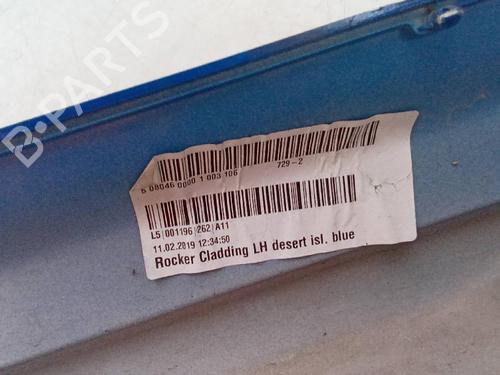 B-PARTS
5 08046 0000 1 003 106
729-2
L5|001196|262|A11
11.02.2019 12:34:50
Rocker Cladding LH desert isl. blue